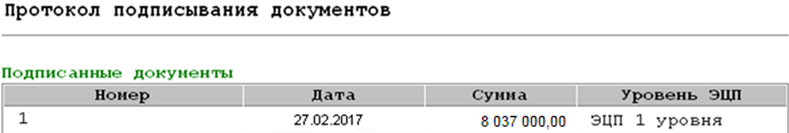 Протокол подписывания документов
Подписанные документы
Номер Дата Сумма Уровень ЭЦП
1 27.02.2017 8 037 000,00 ЭЦП 1 уровня